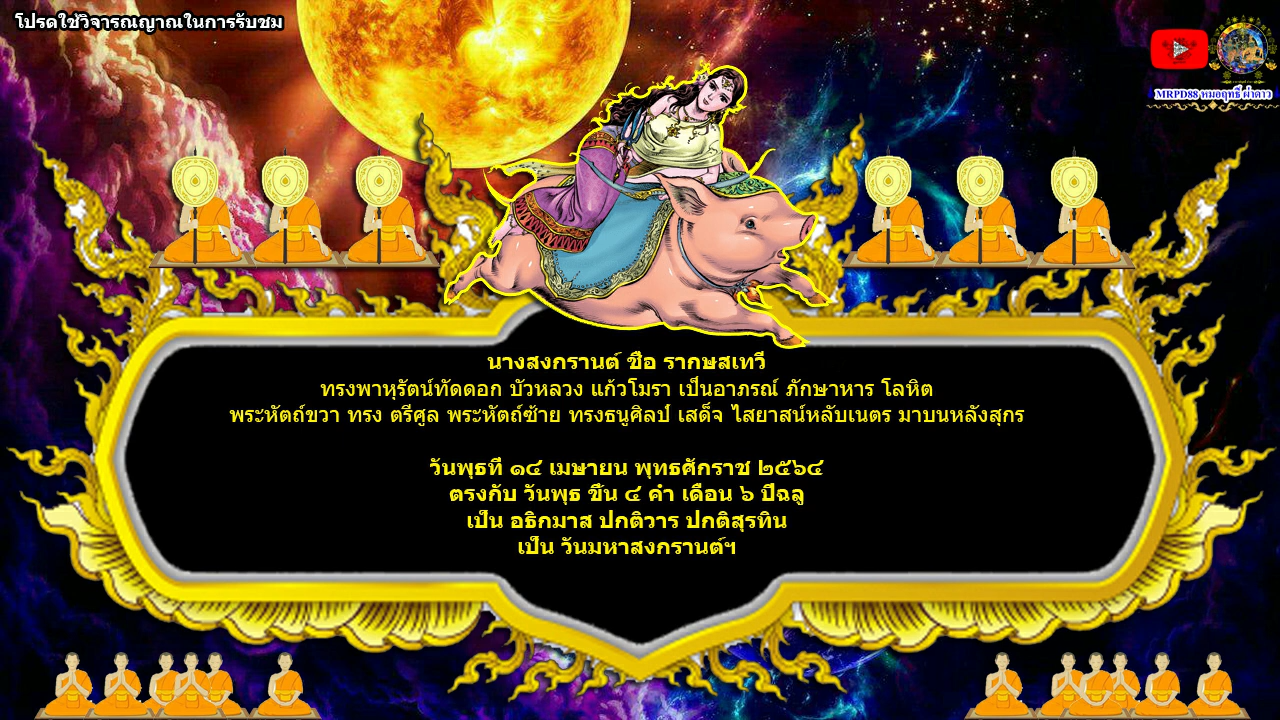 โปรดใช้วิจารณญาณในการรับชม
MRPD88 หมอฤทธิ์ ผ่าดาว
นางสงกรานต์ ชื่อ รากษสเทวี
ทรงพาหุรัตน์ทัดดอก บัวหลวง แก้วโมรา เป็นอาภรณ์ ภักษาหาร โลหิต
พระหัตถ์ขวา ทรง ตรีศูล พระหัตถ์ซ้าย ทรงธนูศิลป์ เสด็จ ไสยาสน์หลับเนตร มาบนหลังสุกร
วันพุธที่ ๑๔ เมษายน พุทธศักราช ๒๕๖๔
ตรงกับ วันพุธ ขึ้น ๔ ค่ำ เดือน ๖ ปีฉลู
เป็น อธิกมาส ปกติวาร ปกติสุรทิน
เป็น วันมหาสงกรานต์ฯ